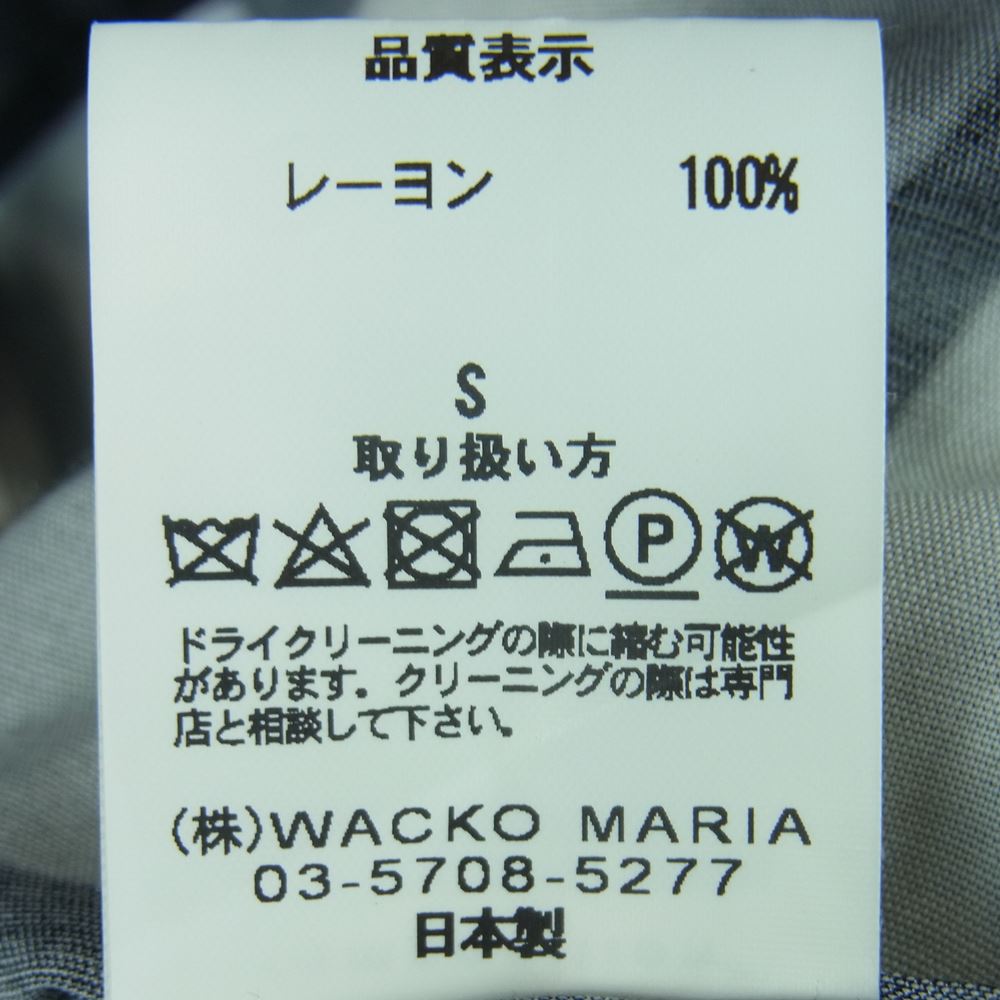 品質表示
レーヨン 100%
S
取り扱い方
P W
ドライクリーニングの際に縮む可能性
があります。クリーニングの際は専門
店と相談して下さい。
(株)WACKO MARIA
03-5708-5277
日本製